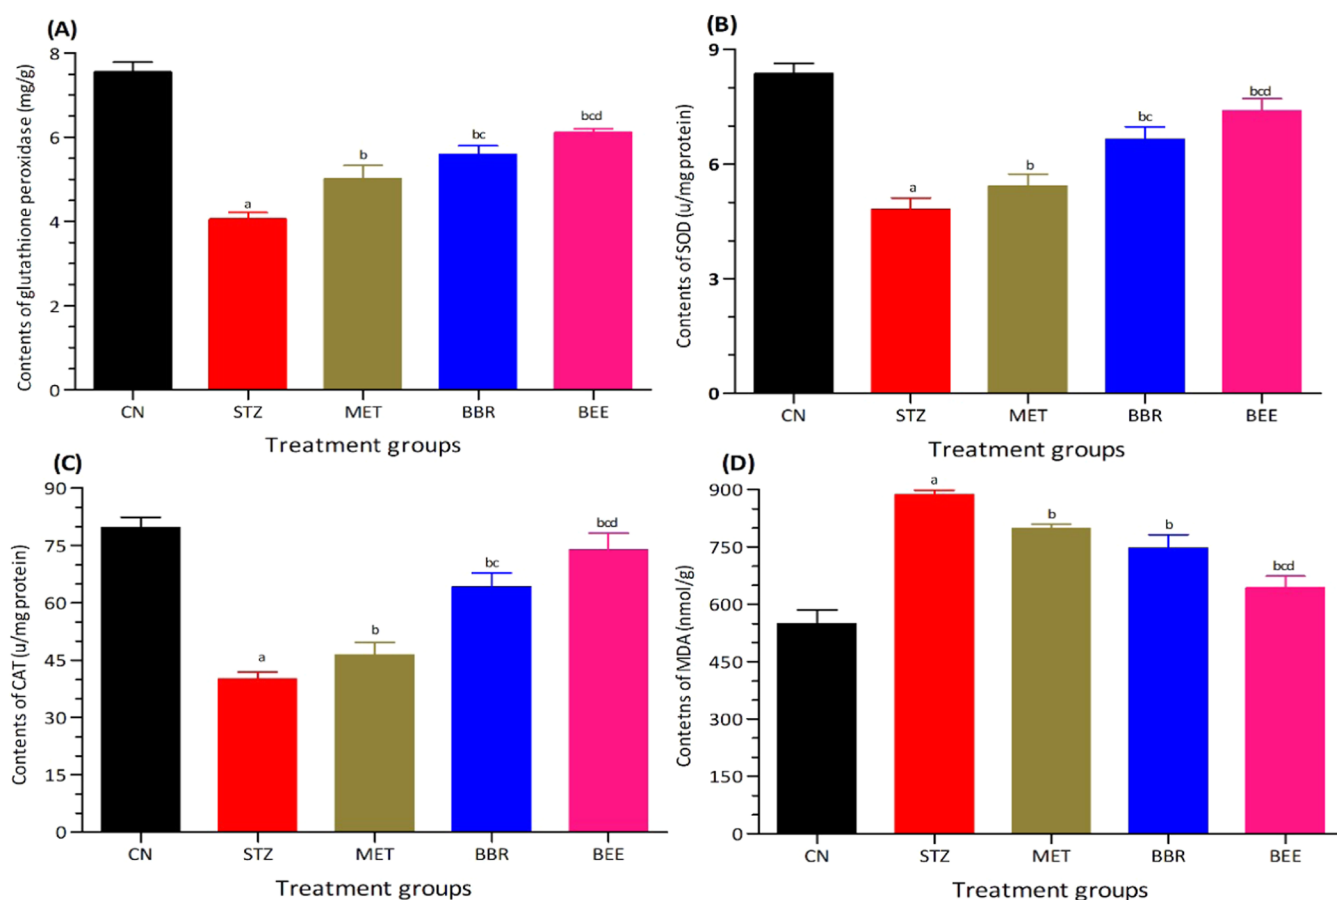 (A)
Contents of glutathione peroxidase (mg/g)
8
6
4
2
0
a
b
bc
bcd
CN STZ MET BBR BEE
Treatment groups
(B)
Contents of SOD (u/mg protein)
9
6
3
0
a
b
bc
bcd
CN STZ MET BBR BEE
Treatment groups
(C)
Contents of CAT (u/mg protein)
90
75
60
45
30
15
0
a
b
bc
bcd
CN STZ MET BBR BEE
Treatment groups
(D)
Contetns of MDA (nmol/g)
900
750
600
450
300
150
0
a
b
b
bcd
CN STZ MET BBR BEE
Treatment groups